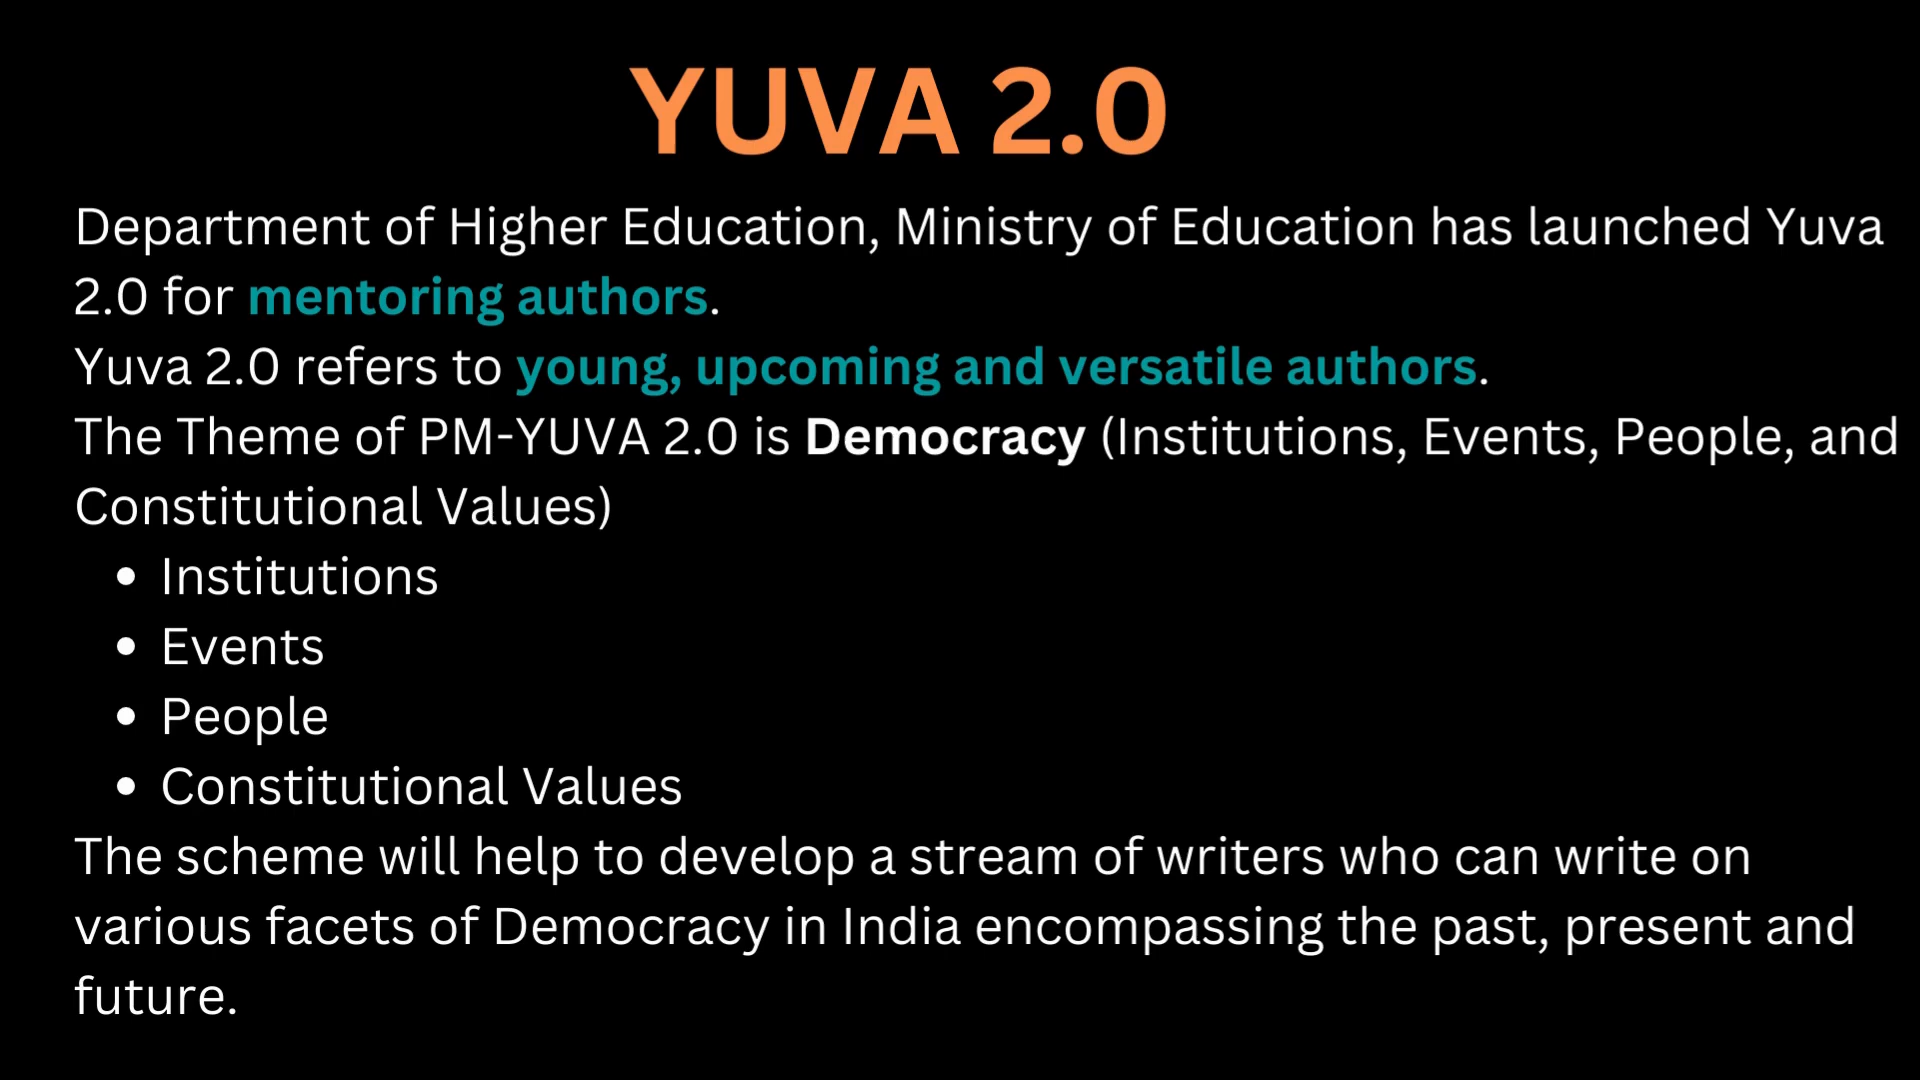 YUVA 2.0
Department of Higher Education, Ministry of Education has launched Yuva
2.0 for mentoring authors.
Yuva 2.0 refers to young, upcoming and versatile authors.
The Theme of PM-YUVA 2.0 is Democracy (Institutions, Events, People, and
Constitutional Values)
• Institutions
• Events
• People
• Constitutional Values
The scheme will help to develop a stream of writers who can write on
various facets of Democracy in India encompassing the past, present and
future.